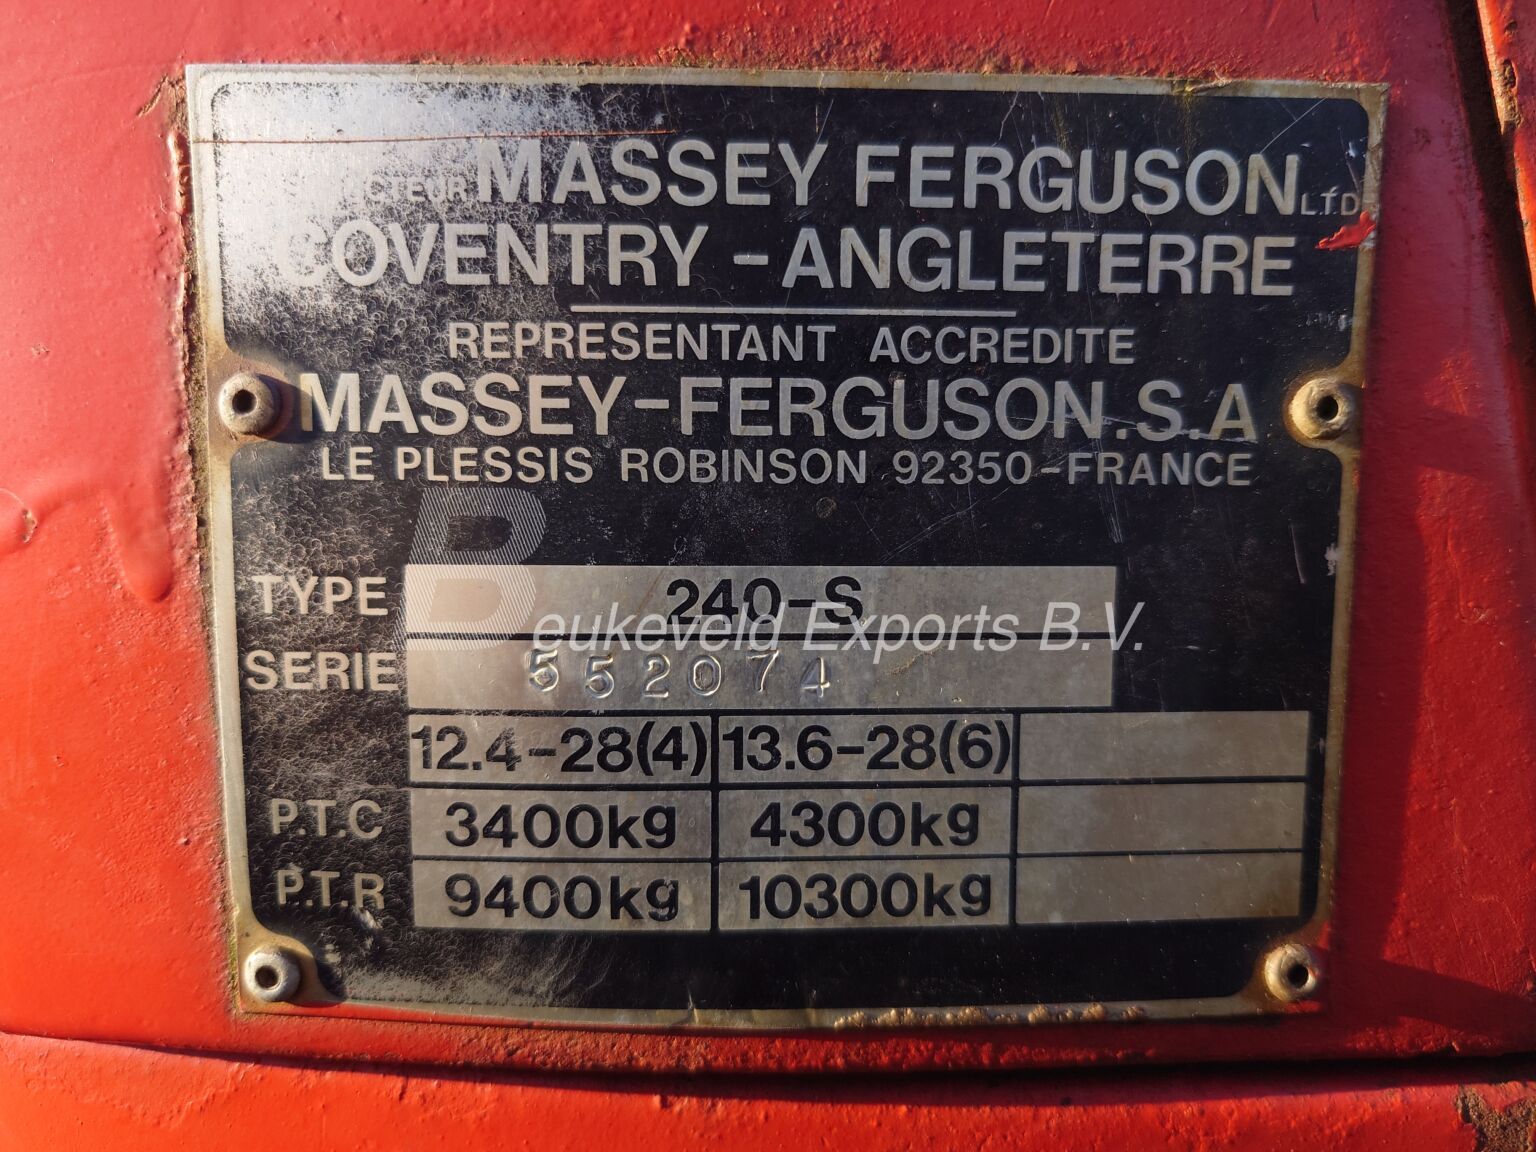 MASSEY FERGUSON LTD
COVENTRY - ANGLETERRE
REPRESENTANT ACCREDITE
MASSEY-FERGUSON.S.A
LE PLESSIS ROBINSON 92350-FRANCE
TYPE 240-S
Beukeveld Exports B.V.
SERIE 552074
12.4-28(4) 13.6-28(6)
P.T.C 3400kg 4300kg
P.T.R 9400kg 10300kg